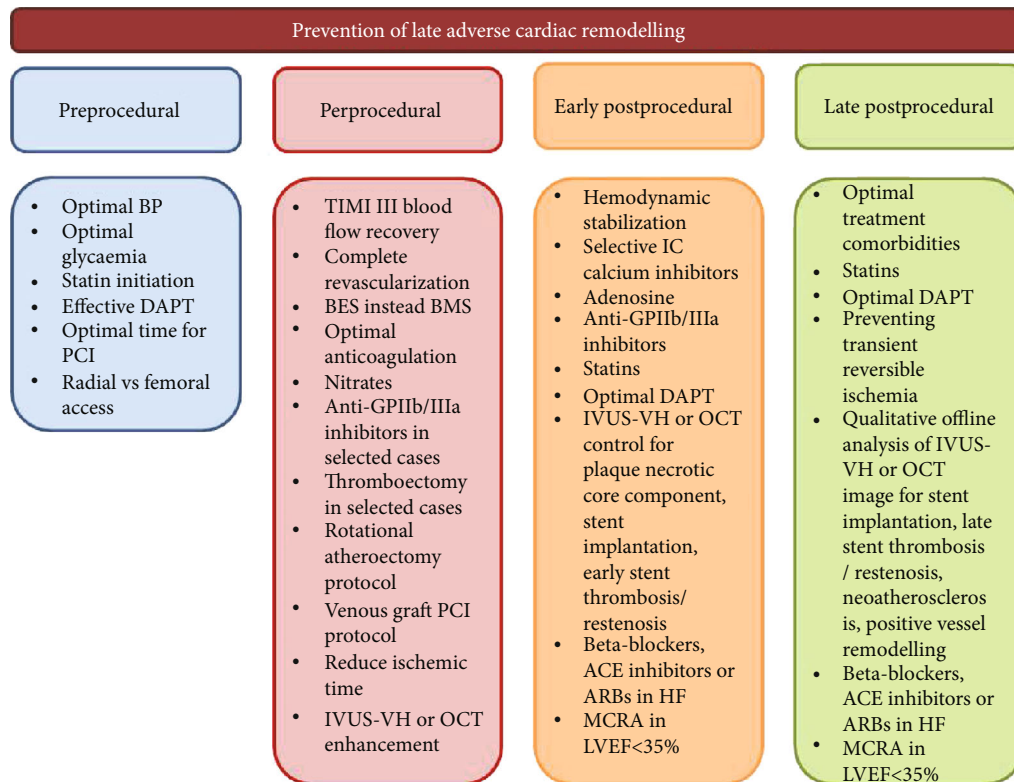 Prevention of late adverse cardiac remodelling
Preprocedural
Perprocedural
Early postprocedural
Late postprocedural
• Optimal BP
• Optimal
glycaemia
• Statin initiation
• Effective DAPT
• Optimal time for
PCI
• Radial vs femoral
access
• TIMI III blood
flow recovery
• Complete
revascularization
• BES instead BMS
• Optimal
anticoagulation
• Nitrates
• Anti-GPIIb/IIIa
inhibitors in
selected cases
• Thromboectomy
in selected cases
• Rotational
atheroectomy
protocol
• Venous graft PCI
protocol
• Reduce ischemic
time
• IVUS-VH or OCT
enhancement
• Hemodynamic
stabilization
• Selective IC
calcium inhibitors
• Adenosine
• Anti-GPIIb/IIIa
inhibitors
• Statins
• Optimal DAPT
• IVUS-VH or OCT
control for
plaque necrotic
core component,
stent
implantation,
early stent
thrombosis/
restenosis
• Beta-blockers,
ACE inhibitors or
ARBs in HF
• MCRA in
LVEF<35%
• Optimal
treatment
comorbidities
• Statins
• Optimal DAPT
• Preventing
transient
reversible
ischemia
• Qualitative offline
analysis of IVUS-
VH or OCT
image for stent
implantation, late
stent thrombosis
/ restenosis,
neoatheroscleros
is, positive vessel
remodelling
• Beta-blockers,
ACE inhibitors or
ARBs in HF
• MCRA in
LVEF<35%